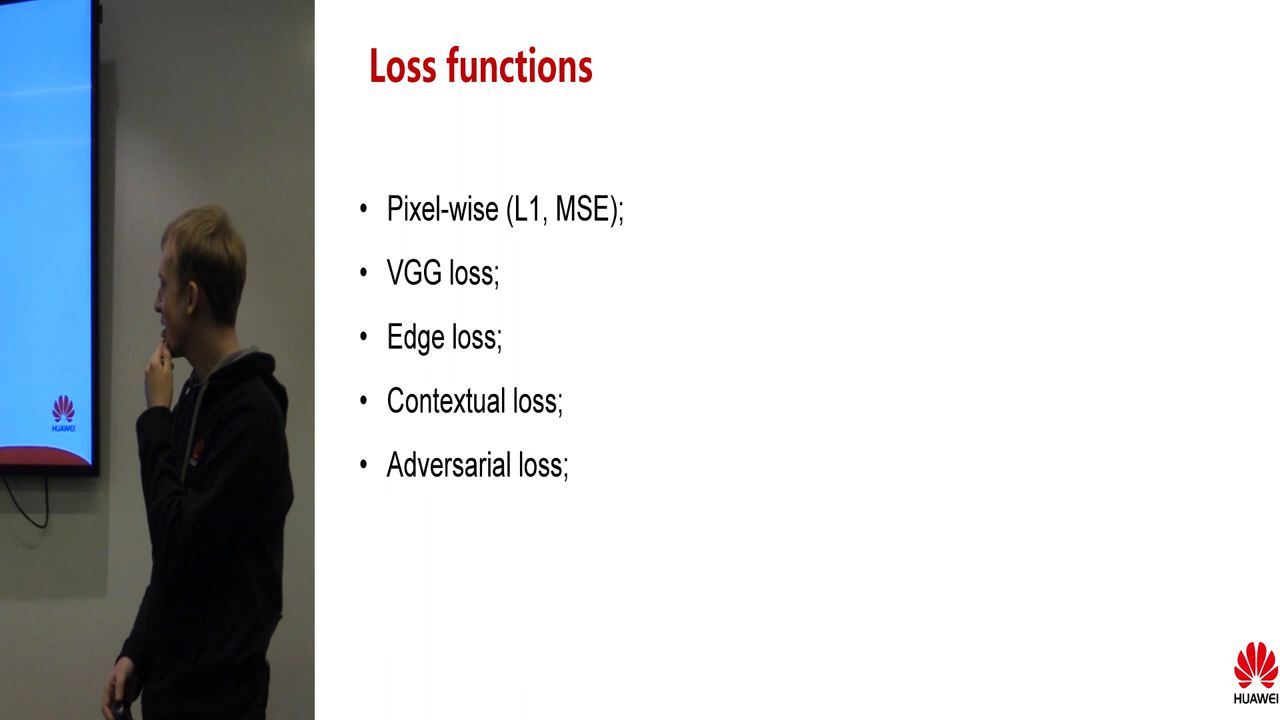 Loss functions
• Pixel-wise (L1, MSE);
• VGG loss;
• Edge loss;
• Contextual loss;
• Adversarial loss;
HUAWEI
HUAWEI